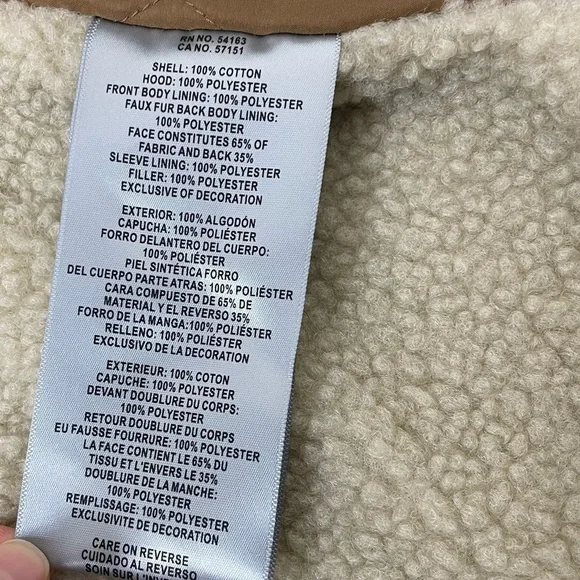 RN NO. 54163
CA NO. 57151
SHELL: 100% COTTON
HOOD: 100% POLYESTER
FRONT BODY LINING: 100% POLYESTER
FAUX FUR BACK BODY LINING:
100% POLYESTER
FACE CONSTITUTES 65% OF
FABRIC AND BACK 35%
SLEEVE LINING: 100% POLYESTER
FILLER: 100% POLYESTER
EXCLUSIVE OF DECORATION
EXTERIOR: 100% ALGODÓN
CAPUCHA: 100% POLIÉSTER
FORRO DELANTERO DEL CUERPO:
100% POLIÉSTER
PIEL SINTÉTICA FORRO
DEL CUERPO PARTE ATRAS: 100% POLIÉSTER
CARA COMPUESTO DE 65% DE
MATERIAL Y EL REVERSO 35%
FORRO DE LA MANGA:100% POLIÉSTER
RELLENO: 100% POLIÉSTER
EXCLUSIVO DE LA DECORATION
EXTERIEUR: 100% COTON
CAPUCHE: 100% POLYESTER
DEVANT DOUBLURE DU CORPS:
100% POLYESTER
RETOUR DOUBLURE DU CORPS
EU FAUSSE FOURRURE: 100% POLYESTER
LA FACE CONTIENT LE 65% DU
TISSU ET L'ENVERS LE 35%
DOUBLURE DE LA MANCHE:
100% POLYESTER
REMPLISSAGE: 100% POLYESTER
EXCLUSIVITE DE DECORATION
CARE ON REVERSE
CUIDADO AL REVERSO
SOIN SUR L'INVERSE